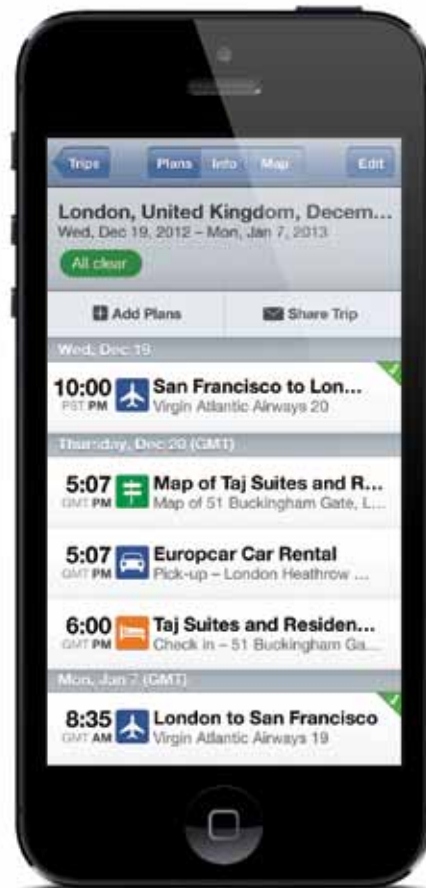 Trips Plans Info Map Edit
London, United Kingdom, Decem...
Wed, Dec 19, 2012 – Mon, Jan 7, 2013
All clear
Add Plans Share Trip
Wed, Dec 19
10:00 San Francisco to Lon...
PST PM Virgin Atlantic Airways 20
Thursday, Dec 20 (GMT)
5:07 Map of Taj Suites and R...
GMT PM Map of 51 Buckingham Gate, L...
5:07 Europcar Car Rental
GMT PM Pick-up – London Heathrow ...
6:00 Taj Suites and Residen...
GMT PM Check in – 51 Buckingham Ga...
Mon, Jan 7 (GMT)
8:35 London to San Francisco
GMT AM Virgin Atlantic Airways 19